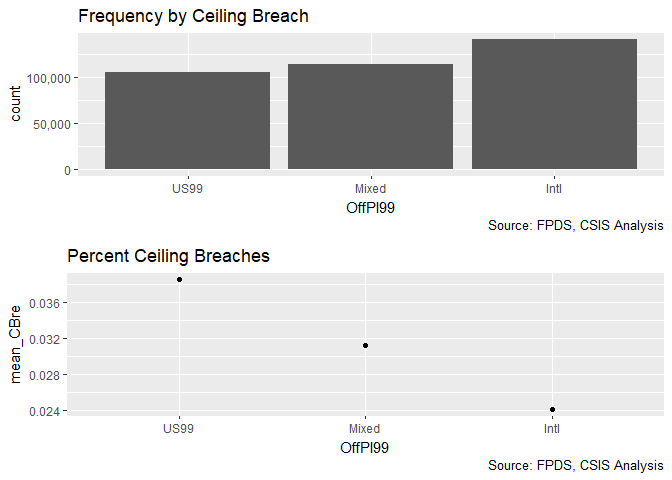 Frequency by Ceiling Breach
count
100,000
50,000
0
US99
Mixed
Intl
OffPl99
Source: FPDS, CSIS Analysis
Percent Ceiling Breaches
mean_CBre
0.036
0.032
0.028
0.024
US99
Mixed
Intl
OffPl99
Source: FPDS, CSIS Analysis